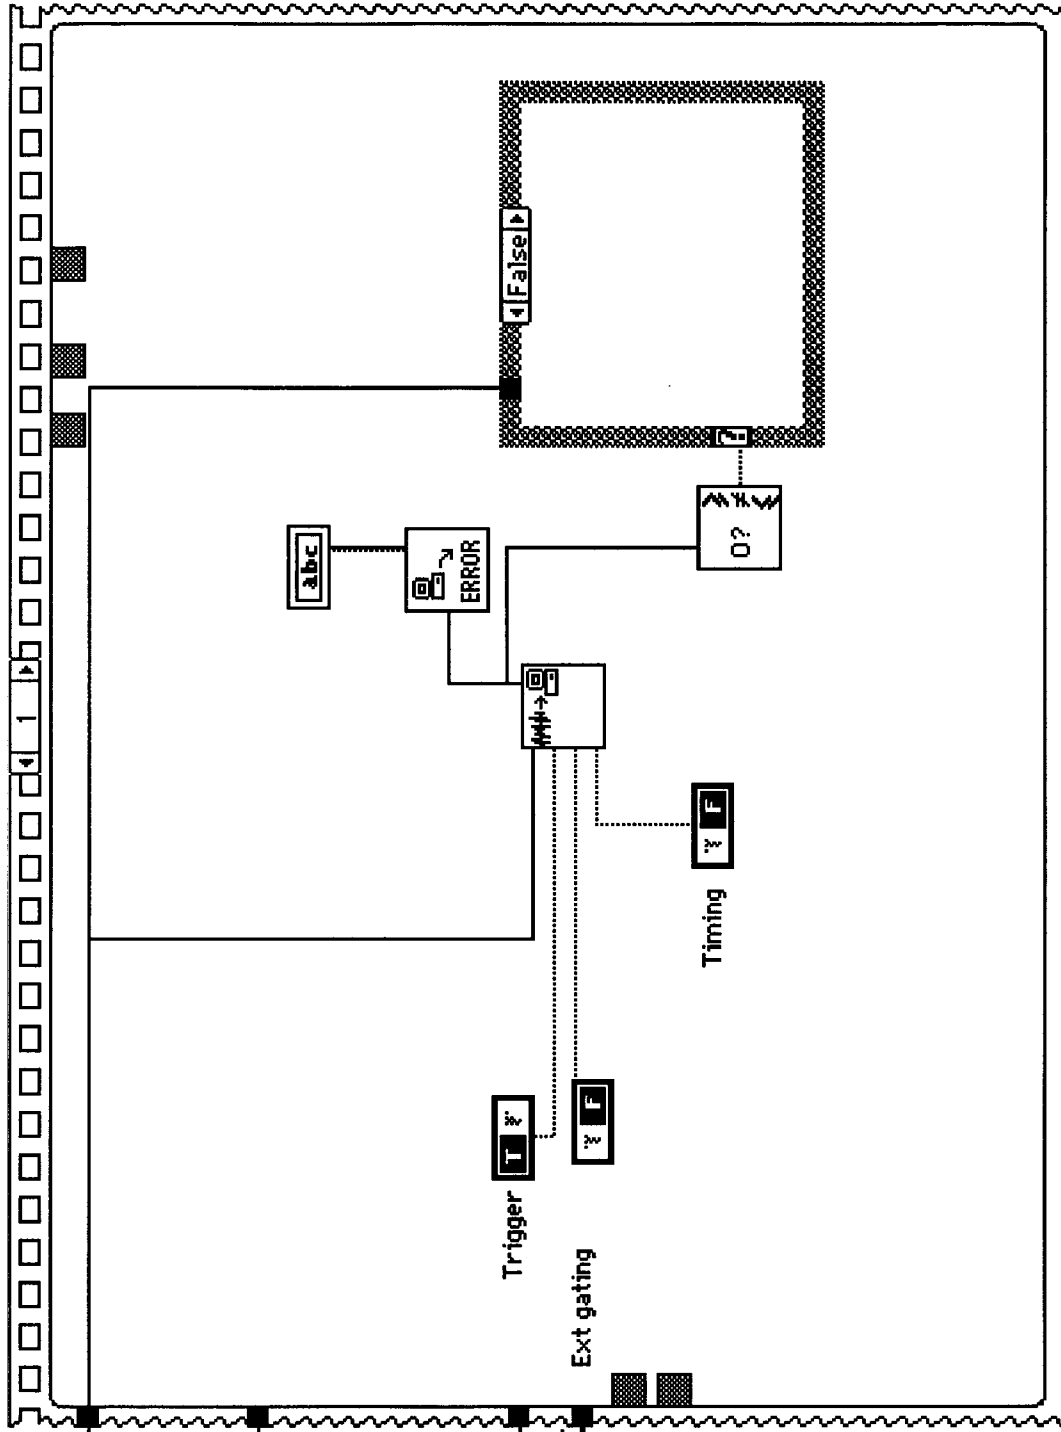 1
False
abc
ERROR
0?
?
Timing
F
Trigger
T
F
Ext gating